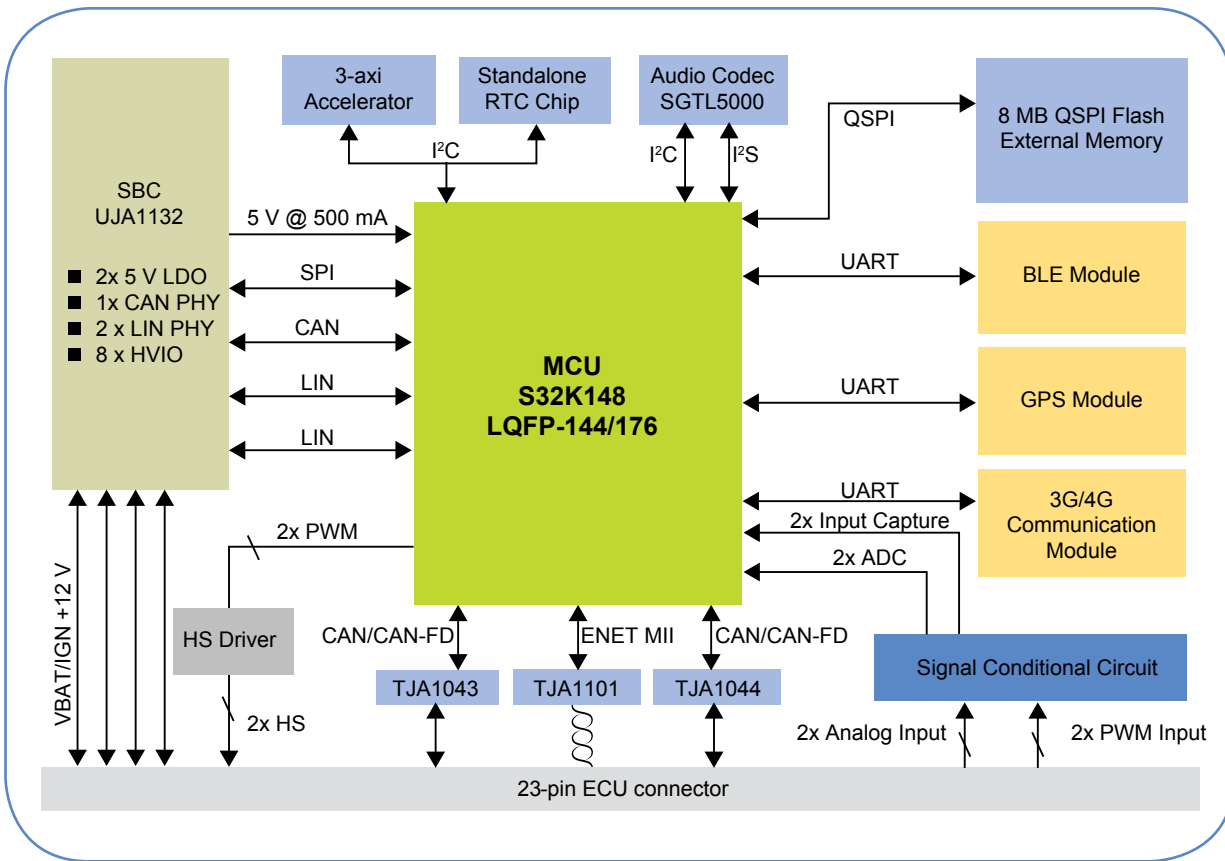 3-axi
Accelerator
Standalone
RTC Chip
Audio Codec
SGTL5000
8 MB QSPI Flash
External Memory
QSPI
I²C
I²C
I²S
SBC
UJA1132
■ 2x 5 V LDO
■ 1x CAN PHY
■ 2 x LIN PHY
■ 8 x HVIO
5 V @ 500 mA
SPI
CAN
LIN
LIN
MCU
S32K148
LQFP-144/176
UART
BLE Module
UART
GPS Module
UART
3G/4G
Communication
Module
2x Input Capture
2x ADC
2x PWM
VBAT/IGN +12 V
HS Driver
2x HS
CAN/CAN-FD
ENET MII
CAN/CAN-FD
TJA1043
TJA1101
TJA1044
Signal Conditional Circuit
2x Analog Input
2x PWM Input
23-pin ECU connector